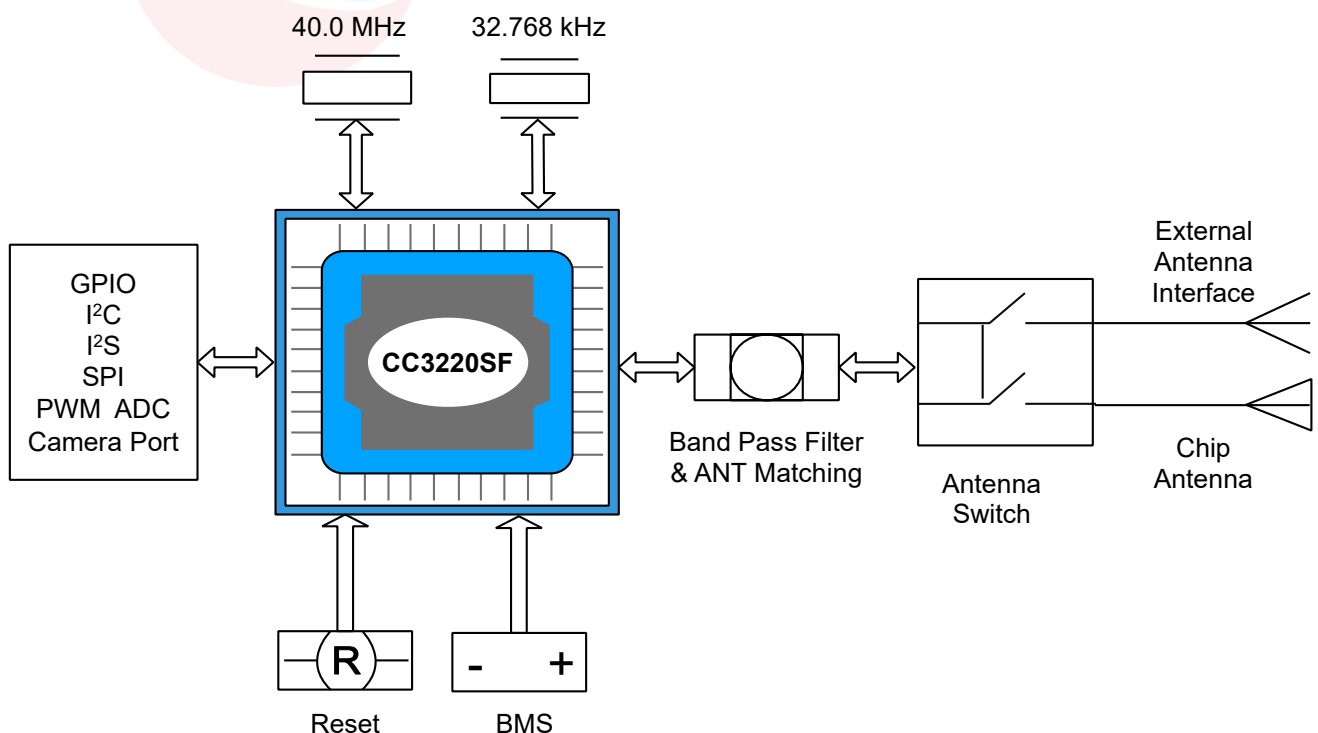 40.0 MHz
32.768 kHz
GPIO
I²C
I²S
SPI
PWM ADC
Camera Port
CC3220SF
Band Pass Filter
& ANT Matching
Antenna
Switch
External
Antenna
Interface
Chip
Antenna
R
Reset
- +
BMS